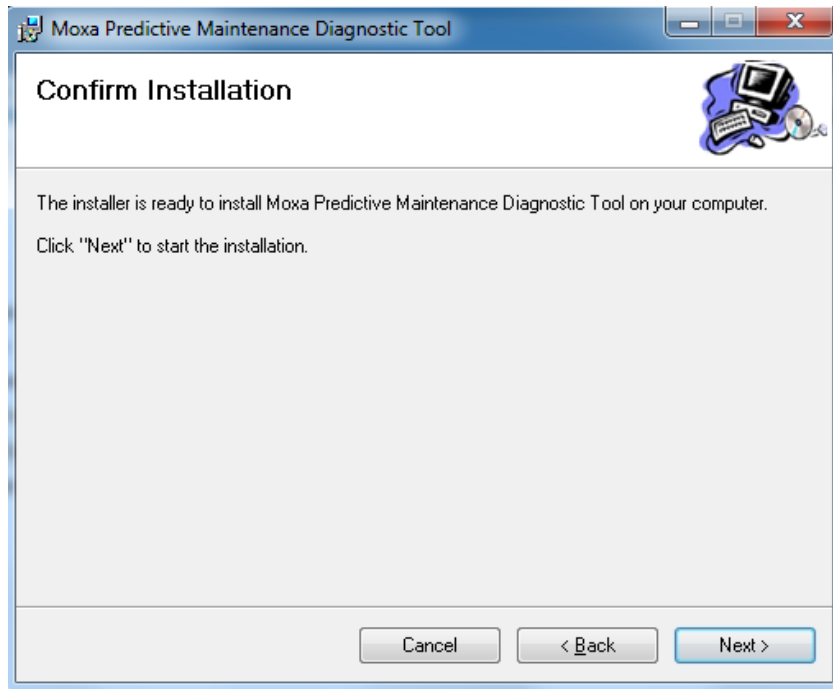 Moxa Predictive Maintenance Diagnostic Tool
Confirm Installation
The installer is ready to install Moxa Predictive Maintenance Diagnostic Tool on your computer.
Click "Next" to start the installation.
Cancel
< Back
Next >